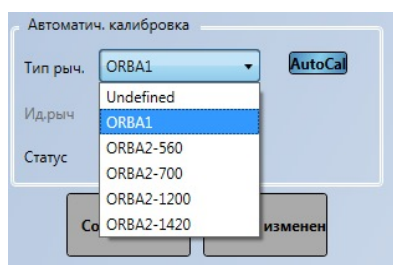 Автоматич. калибровка
Тип рыч. ORBA1 AutoCal
Undefined
Ид.рыч ORBA1
ORBA2-560
Статус
ORBA2-700
ORBA2-1200
Со ORBA2-1420 изменен